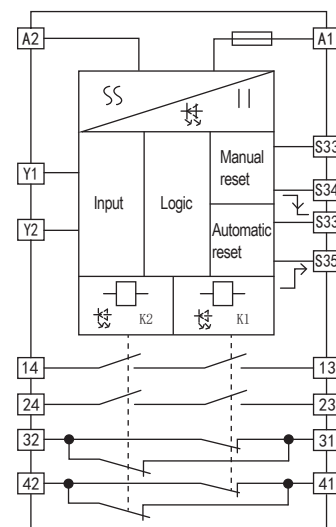 A2 A1
Manual
reset
Input Logic
Automatic
reset
S33
S34
S33
S35
Y1
Y2
K2 K1
14 13
24 23
32 31
42 41